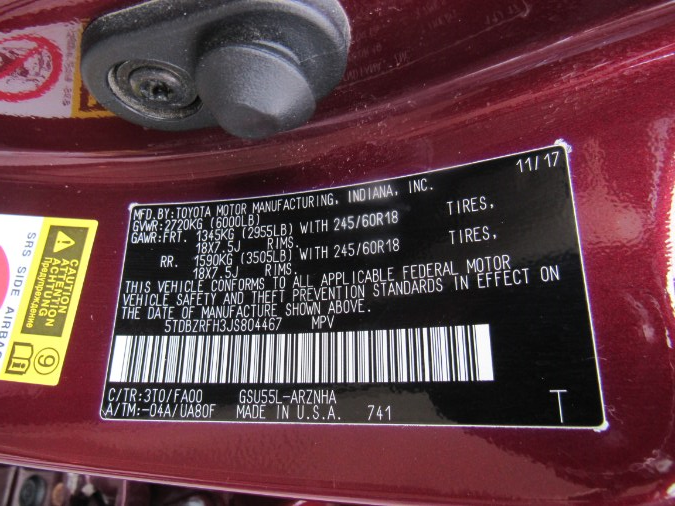 11/17
MFD.BY:TOYOTA MOTOR MANUFACTURING, INDIANA, INC.
GVWR:2720KG (6000LB)
GAWR:FRT. 1345KG (2955LB) WITH 245/60R18 TIRES,
18X7.5J RIMS.
RR. 1590KG (3505LB) WITH 245/60R18 TIRES,
18X7.5J RIMS.
THIS VEHICLE CONFORMS TO ALL APPLICABLE FEDERAL MOTOR
VEHICLE SAFETY AND THEFT PREVENTION STANDARDS IN EFFECT ON
THE DATE OF MANUFACTURE SHOWN ABOVE.
5TDBZRFH3JS804467 MPV
C/TR:3T0/FA00 GSU55L-ARZNHA
A/TM:-04A/UA80F MADE IN U.S.A. 741 T
SRS SIDE AIRBAG
CAUTION
ATTENTION
ACHTUNG
Предупреждение
9